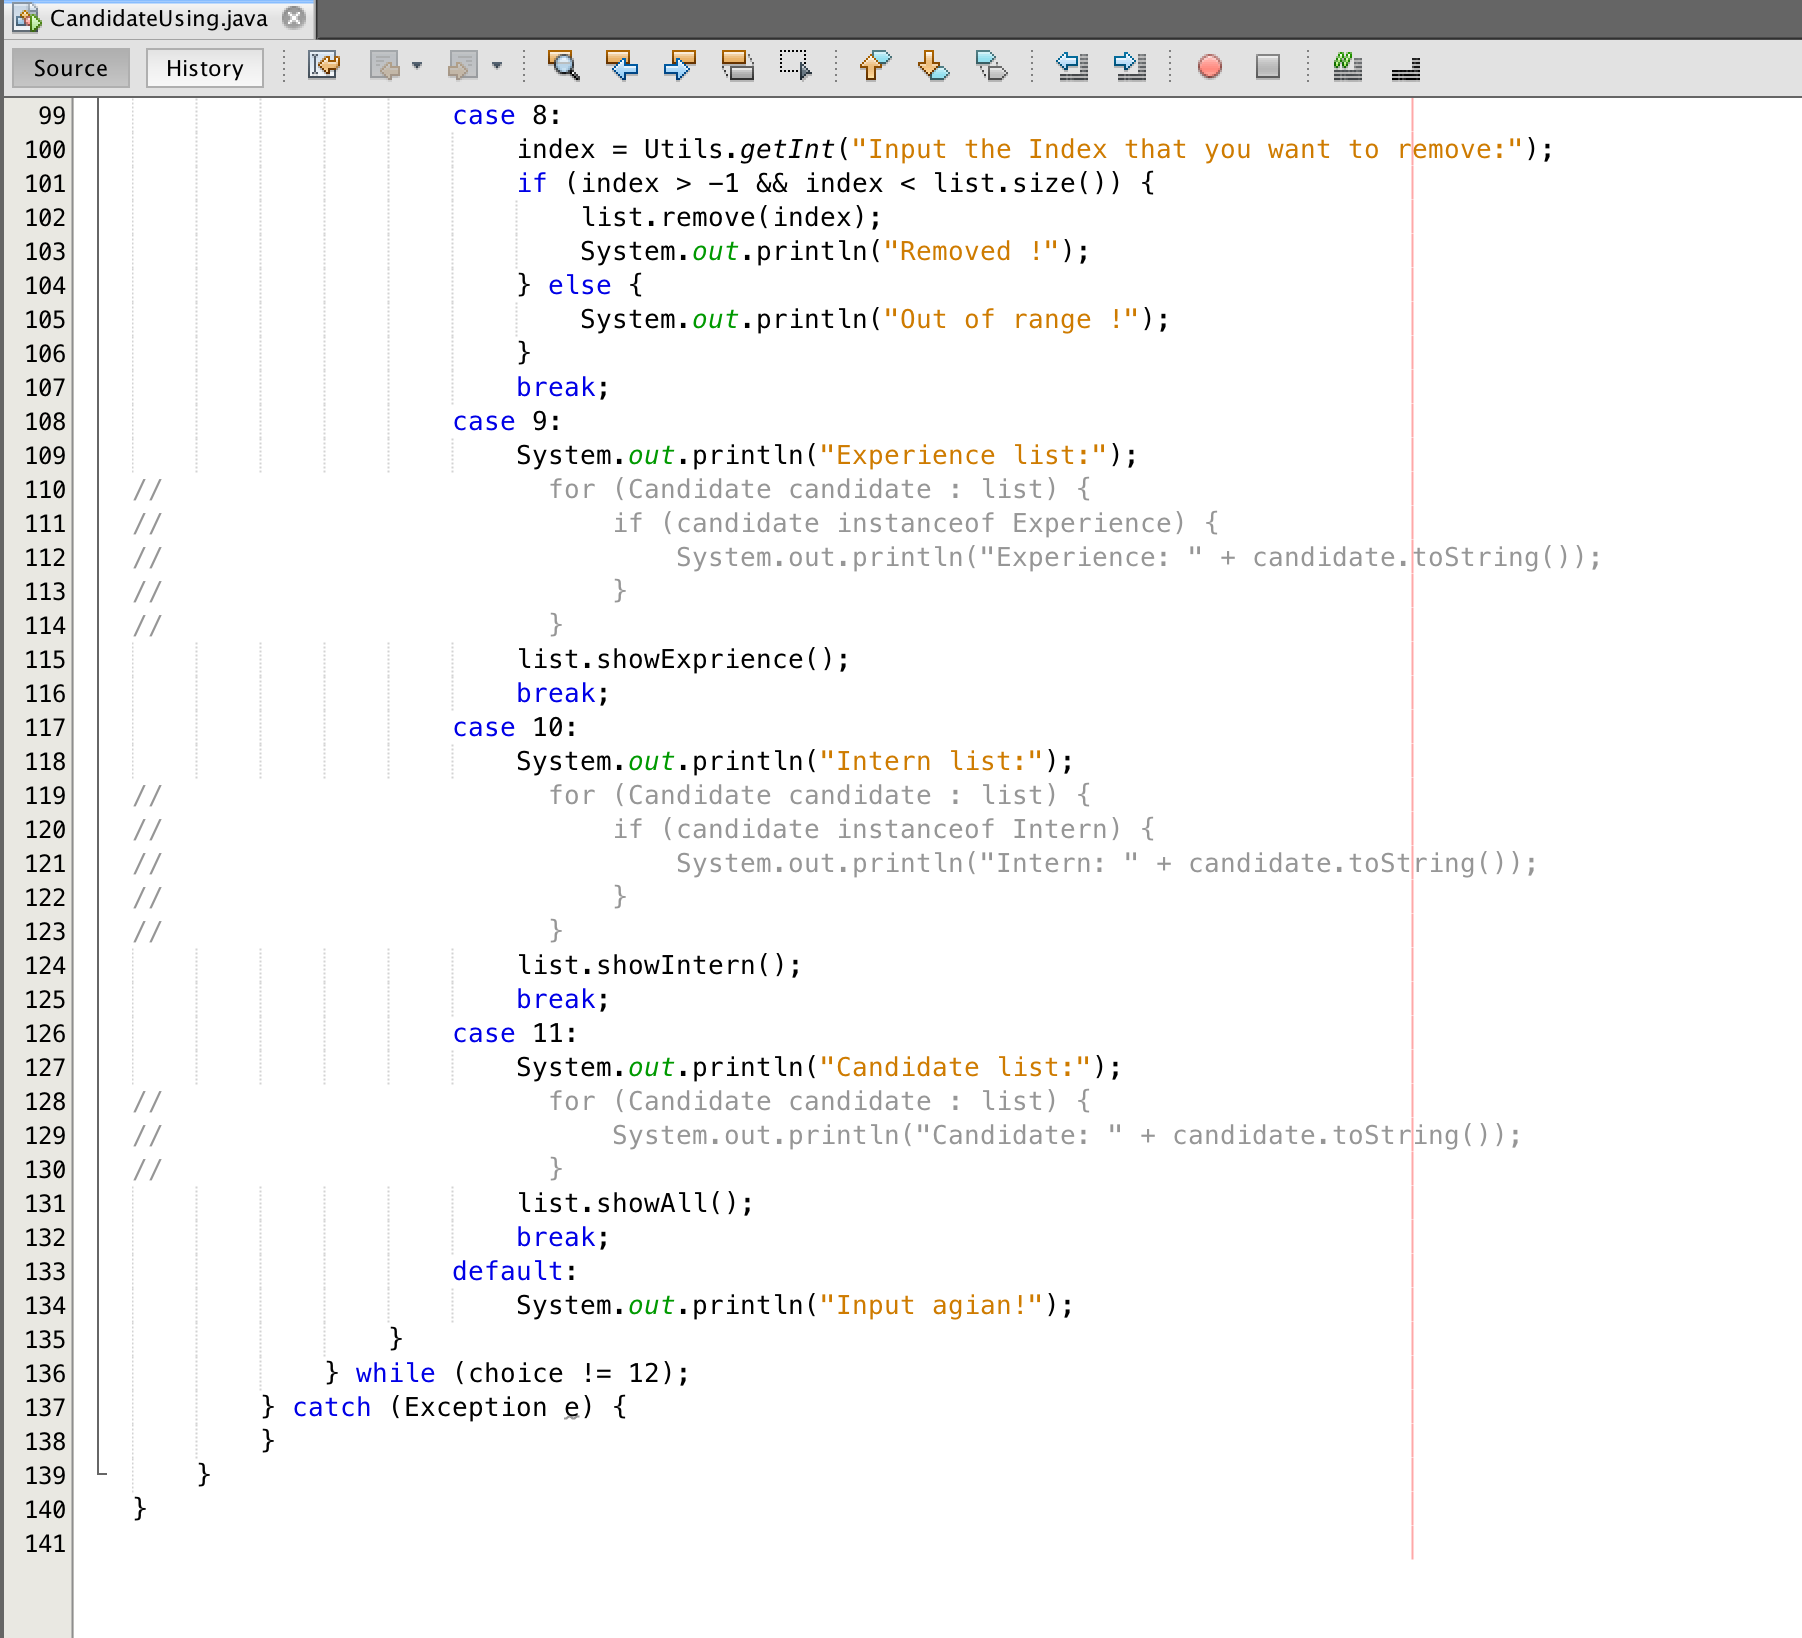 CandidateUsing.java
Source History
99 case 8:
100 index = Utils.getInt("Input the Index that you want to remove:");
101 if (index > -1 && index < list.size()) {
102 list.remove(index);
103 System.out.println("Removed !");
104 } else {
105 System.out.println("Out of range !");
106 }
107 break;
108 case 9:
109 System.out.println("Experience list:");
110 // for (Candidate candidate : list) {
111 // if (candidate instanceof Experience) {
112 // System.out.println("Experience: " + candidate.toString());
113 // }
114 // }
115 list.showExprience();
116 break;
117 case 10:
118 System.out.println("Intern list:");
119 // for (Candidate candidate : list) {
120 // if (candidate instanceof Intern) {
121 // System.out.println("Intern: " + candidate.toString());
122 // }
123 // }
124 list.showIntern();
125 break;
126 case 11:
127 System.out.println("Candidate list:");
128 // for (Candidate candidate : list) {
129 // System.out.println("Candidate: " + candidate.toString());
130 // }
131 list.showAll();
132 break;
133 default:
134 System.out.println("Input agian!");
135 }
136 } while (choice != 12);
137 } catch (Exception e) {
138 }
139 }
140 }
141